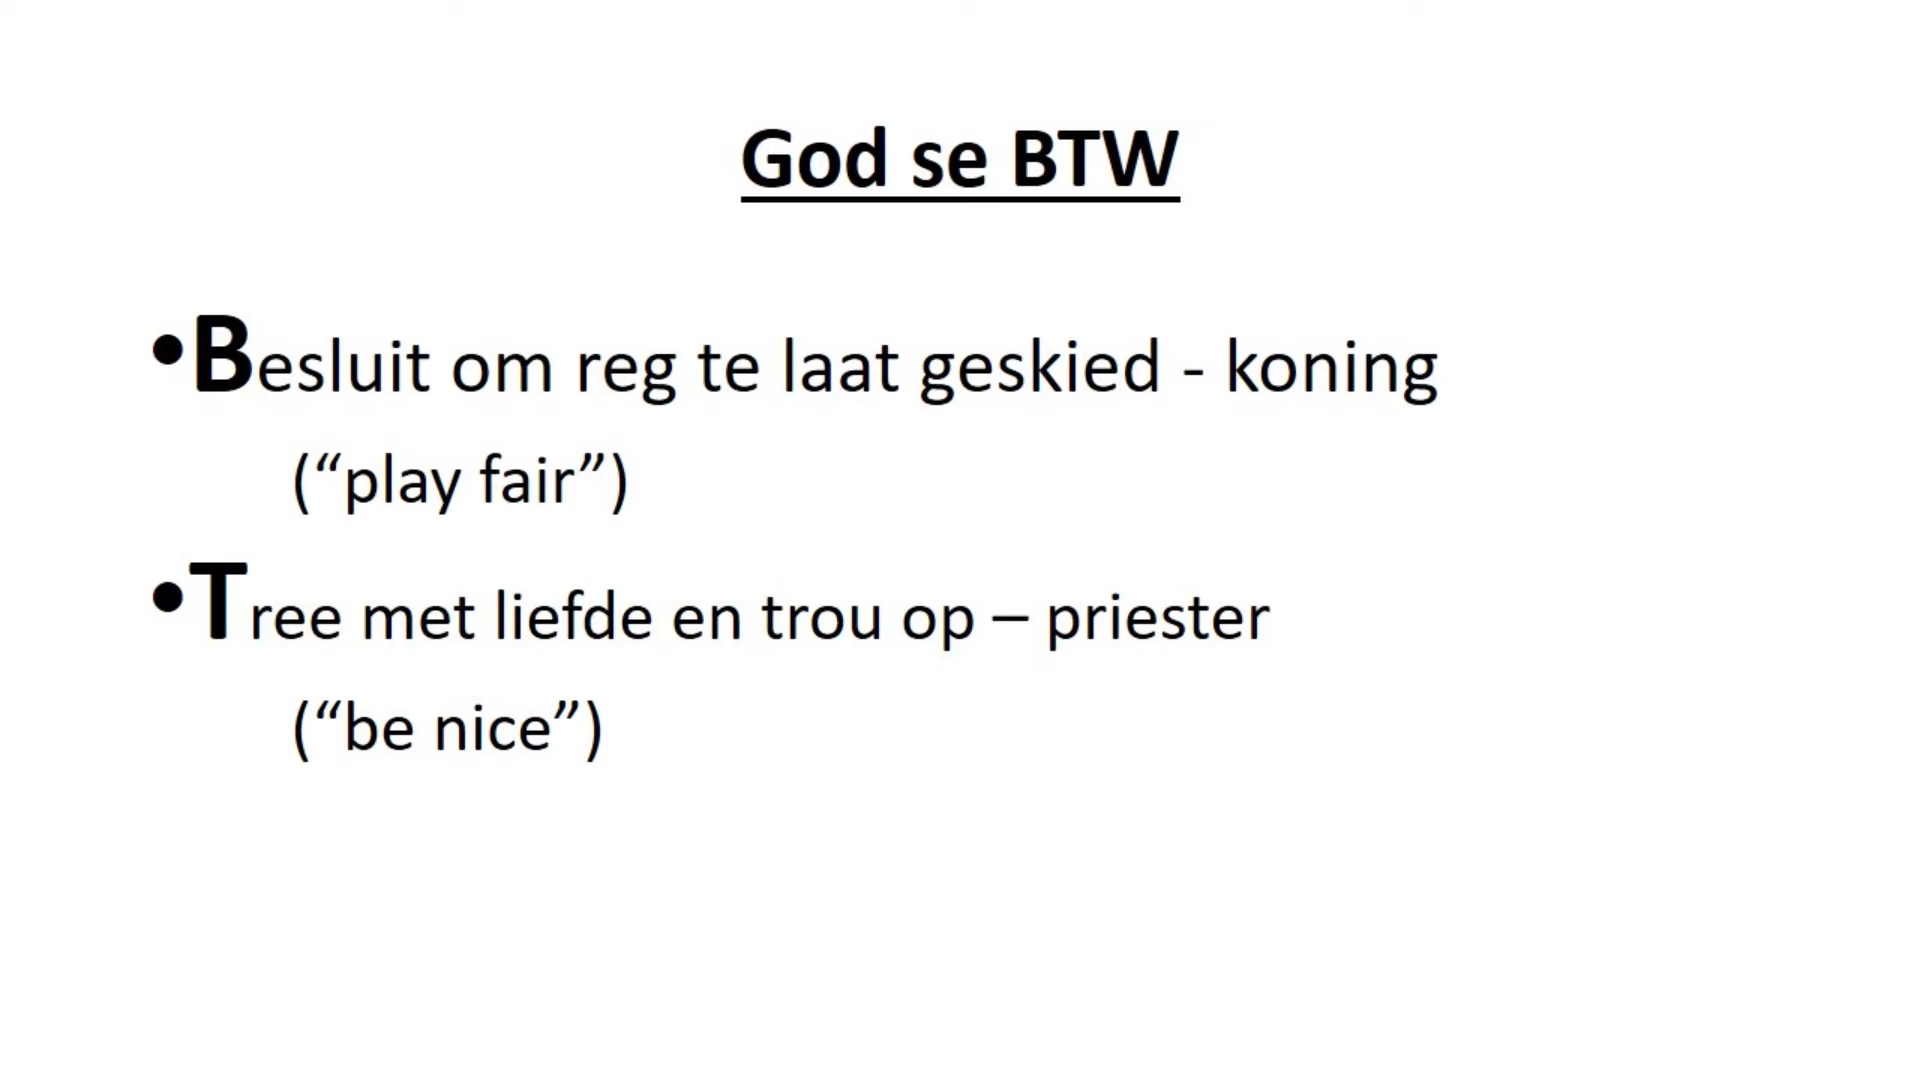 God se BTW
•Besluit om reg te laat geskied - koning
(“play fair”)
•Tree met liefde en trou op – priester
(“be nice”)